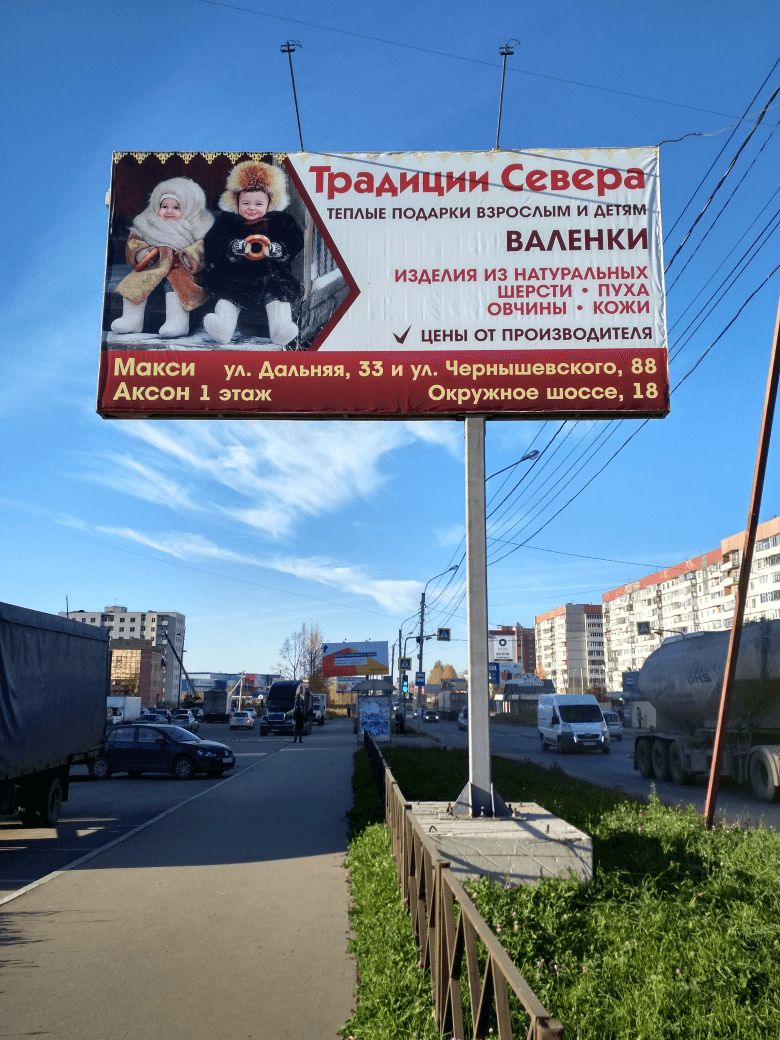 Традиции Севера
ТЕПЛЫЕ ПОДАРКИ ВЗРОСЛЫМ И ДЕТЯМ
ВАЛЕНКИ
ИЗДЕЛИЯ ИЗ НАТУРАЛЬНЫХ
ШЕРСТИ • ПУХА
ОВЧИНЫ • КОЖИ
✓ ЦЕНЫ ОТ ПРОИЗВОДИТЕЛЯ
Макси ул. Дальняя, 33 и ул. Чернышевского, 88
Аксон 1 этаж Окружное шоссе, 18